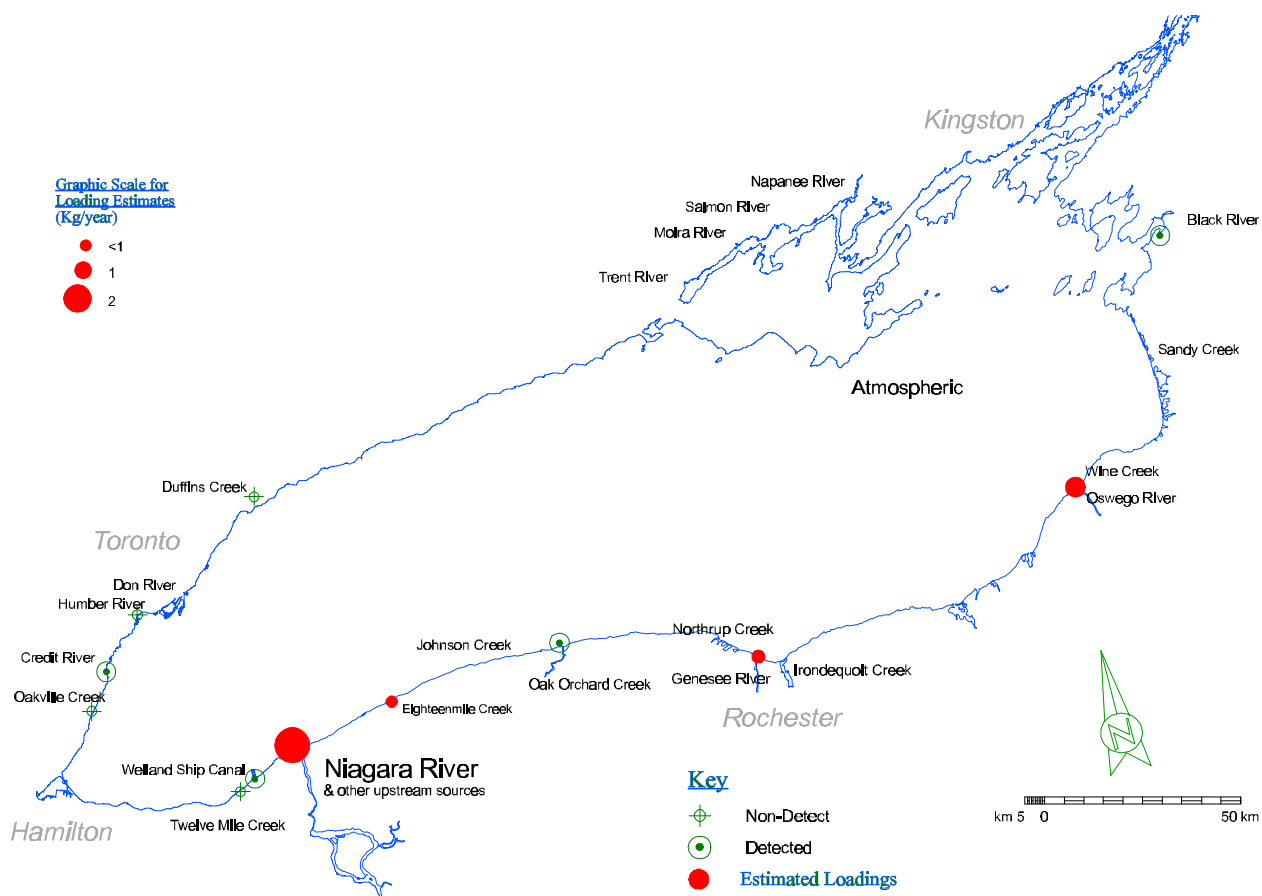 Kingston
Graphic Scale for
Loading Estimates
(Kg/year)
<1
1
2
Napanee River
Salmon River
Moira River
Trent River
Black River
Sandy Creek
Atmospheric
Wine Creek
Oswego River
Duffins Creek
Toronto
Don River
Humber River
Credit River
Oakville Creek
Johnson Creek
Oak Orchard Creek
Northrup Creek
Genesee River
Irondequoit Creek
Rochester
Eighteenmile Creek
Welland Ship Canal
Niagara River
& other upstream sources
Twelve Mile Creek
Hamilton
N
Key
Non-Detect
Detected
Estimated Loadings
km 5 0 50 km